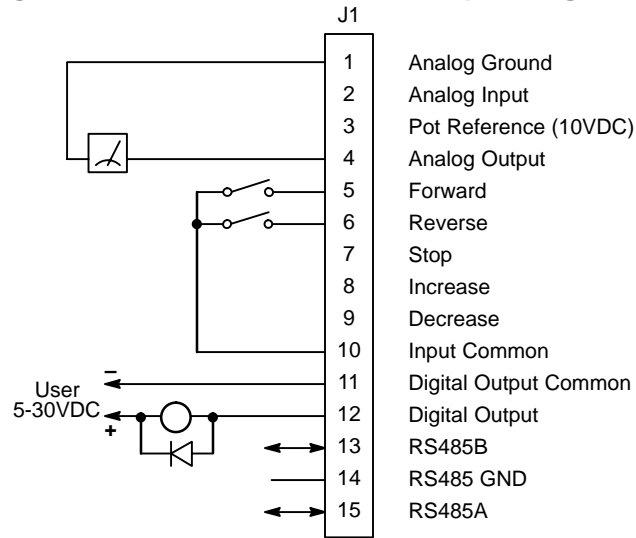 J1
1 Analog Ground
2 Analog Input
3 Pot Reference (10VDC)
4 Analog Output
5 Forward
6 Reverse
7 Stop
8 Increase
9 Decrease
10 Input Common
11 Digital Output Common
12 Digital Output
13 RS485B
14 RS485 GND
15 RS485A
−
User
5-30VDC
+